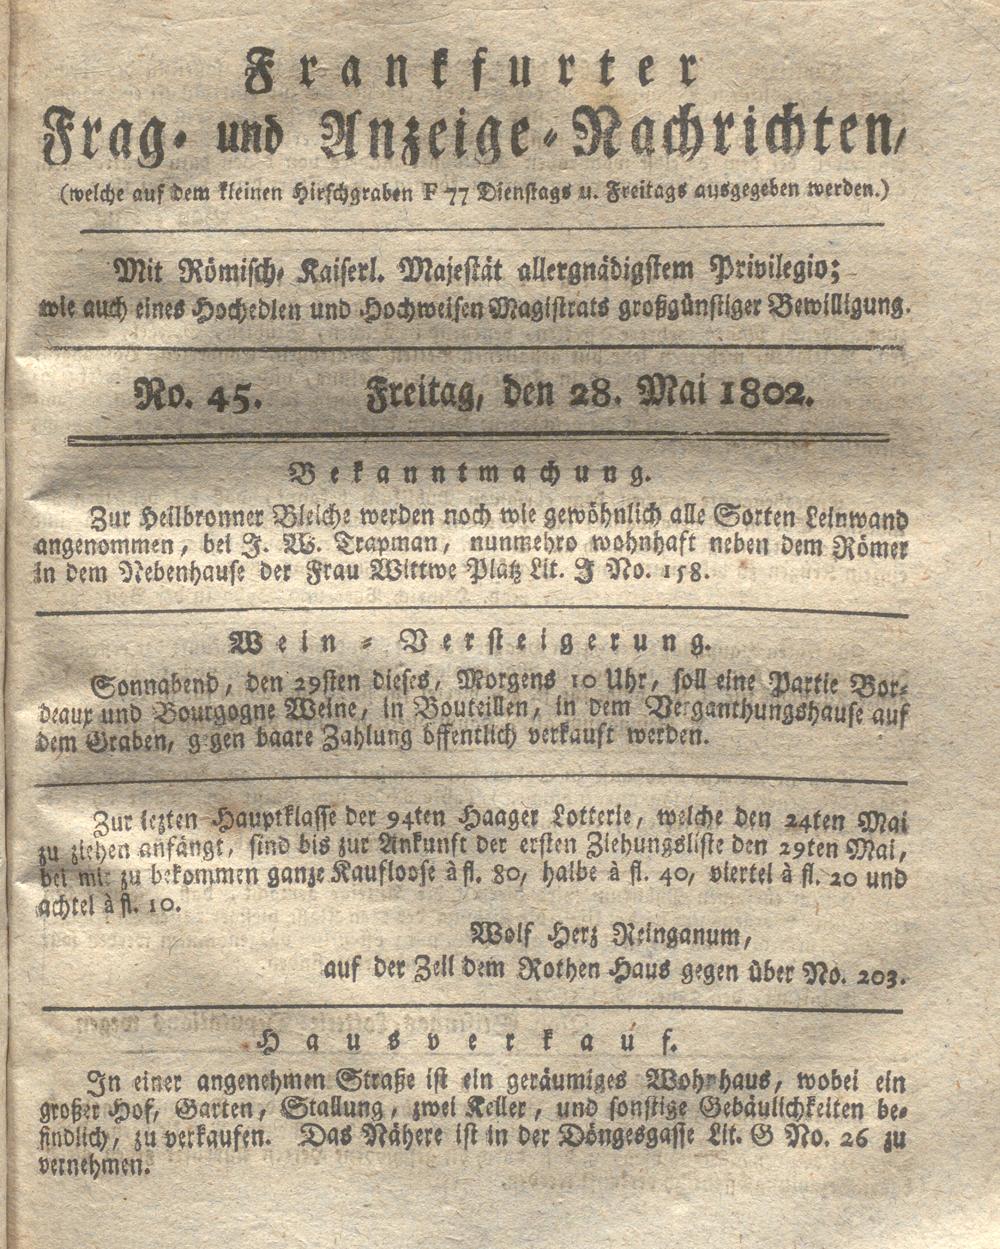 Frankfurter
Frag- und Anzeige-Nachrichten,
(welche auf dem kleinen Hirschgraben F 77 Dienstags u. Freitags ausgegeben werden.)
Mit Römisch, Kaiserl. Majestät allergnädigstem Privilegio;
wie auch eines Hochedlen und Hochweisen Magistrats großgünstiger Bewilligung.
No. 45. Freitag, den 28. Mai 1802.
Bekanntmachung.
Zur Heilbronner Bleiche werden noch wie gewöhnlich alle Sorten Leinwand
angenommen, bei J. W. Trapman, nunmehro wohnhaft neben dem Römer
in dem Nebenhause der Frau Wittwe Platz Lit. J No. 158.
Wein-Versteigerung.
Sonnabend, den 29sten dieses, Morgens 10 Uhr, soll eine Partie Bor-
deaux und Bourgogne Weine, in Bouteillen, in dem Verganthungshause auf
dem Graben, gegen baare Zahlung öffentlich verkauft werden.
Zur lezten Hauptklasse der 94ten Haager Lotterie, welche den 24ten Mai
zu ziehen anfängt, sind bis zur Ankunft der ersten Ziehungsliste den 29ten Mai,
bei mir zu bekommen ganze Kaufloose à fl. 80, halbe à fl. 40, viertel à fl. 20 und
achtel à fl. 10.
Wolf Herz Reinganum,
auf der Zeil dem Rothen Haus gegen über No. 203.
Hausverkauf.
In einer angenehmen Straße ist ein geräumiges Wohnhaus, wobei ein
großer Hof, Garten, Stallung, zwei Keller, und sonstige Gebäulichkeiten be-
findlich, zu verkaufen. Das Nähere ist in der Döngesgasse Lit. G No. 26 zu
vernehmen.